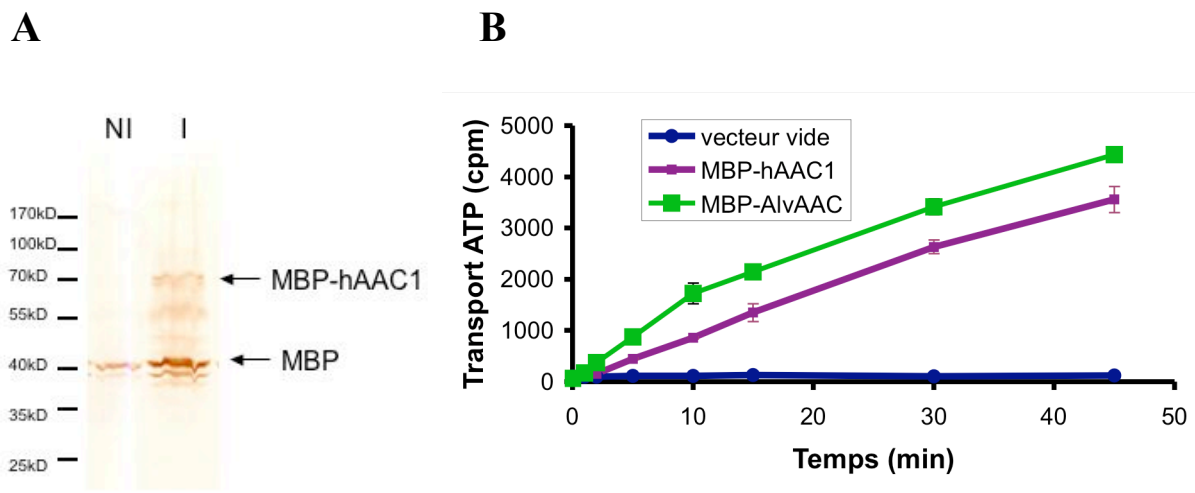 A
B
NI I
170kD
100kD
70kD
55kD
40kD
35kD
25kD
MBP-hAAC1
MBP
Transport ATP (cpm)
5000
4000
3000
2000
1000
0
vecteur vide
MBP-hAAC1
MBP-AlvAAC
0 10 20 30 40 50
Temps (min)